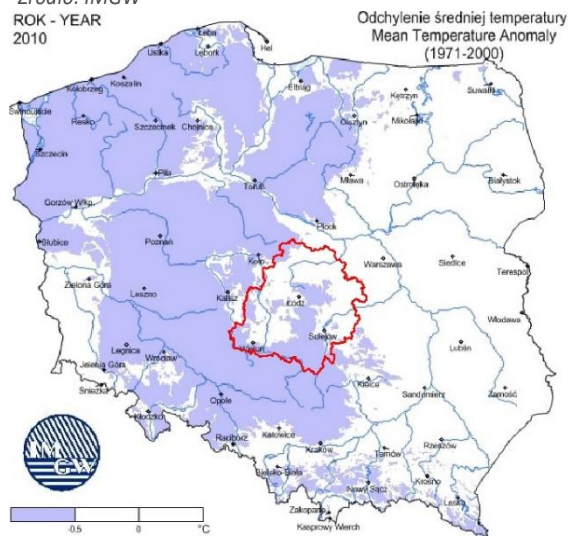 Źródło: IMGW
ROK - YEAR
2010
Odchylenie średniej temperatury
Mean Temperature Anomaly
(1971-2000)
Łeba
Hel
Ustka
Lębork
Koszalin
Kołobrzeg
Elbląg
Kętrzyn
Suwałki
Świnoujście
Resko
Szczecinek
Chojnice
Olsztyn
Mikołajki
Szczecin
Piła
Toruń
Mława
Ostrołęka
Białystok
Gorzów Wlkp.
Płock
Słubice
Poznań
Koło
Warszawa
Siedlce
Terespol
Zielona Góra
Leszno
Kalisz
Łódź
Włodawa
Legnica
Wrocław
Wieluń
Sulejów
Lublin
Jelenia Góra
Kielce
Śnieżka
Opole
Sandomierz
Zamość
Kłodzko
Racibórz
Katowice
Kraków
Tarnów
Rzeszów
Bielsko-Biała
Nowy Sącz
Krosno
Lesko
Zakopane
Kasprowy Wierch
IMGW
-0.5
0
°C